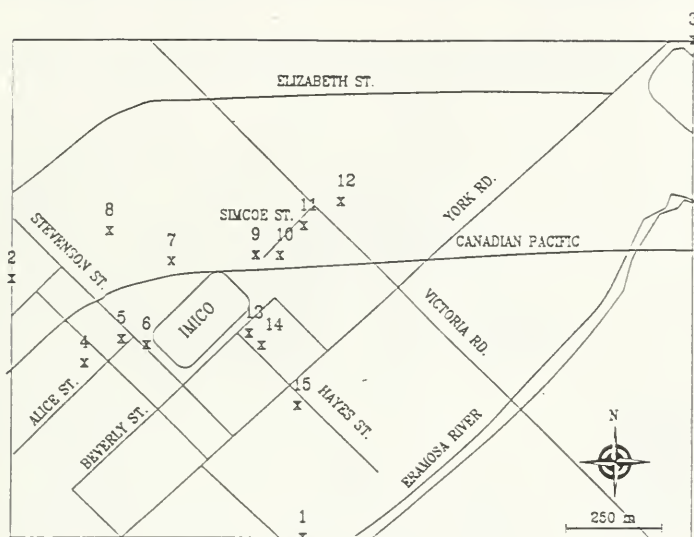 3
ELIZABETH ST.
12
11
SIMCOE ST.
YORK RD.
8
STEVENSON ST.
9
10
7
CANADIAN PACIFIC
2
IMICO
VICTORIA RD.
13
5
6
14
4
ALICE ST.
15
HAYES ST.
BEVERLY ST.
ERAMOSA RIVER
N
1
250 m